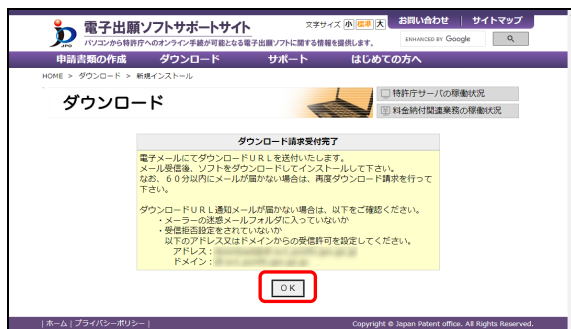 電子出願ソフトサポートサイト
文字サイズ 小 標準 大
お問い合わせ | サイトマップ
JPO
パソコンから特許庁へのオンライン手続が可能となる電子出願ソフトに関する情報を提供します。
ENHANCED BY Google
申請書類の作成 ダウンロード サポート はじめての方へ
HOME > ダウンロード > 新規インストール
ダウンロード
特許庁サーバの稼働状況
料金納付関連業務の稼働状況
ダウンロード請求受付完了
電子メールにてダウンロードURLを送付いたします。
メール受信後、ソフトをダウンロードしてインストールして下さい。
なお、60分以内にメールが届かない場合は、再度ダウンロード請求を行って
下さい。
ダウンロードURL通知メールが届かない場合は、以下をご確認ください。
・メーラーの迷惑メールフォルダに入っていないか
・受信拒否設定をされていないか
以下のアドレス又はドメインからの受信許可を設定してください。
アドレス：
ドメイン：
OK
| ホーム | プライバシーポリシー |
Copyright © Japan Patent office. All Rights Reserved.